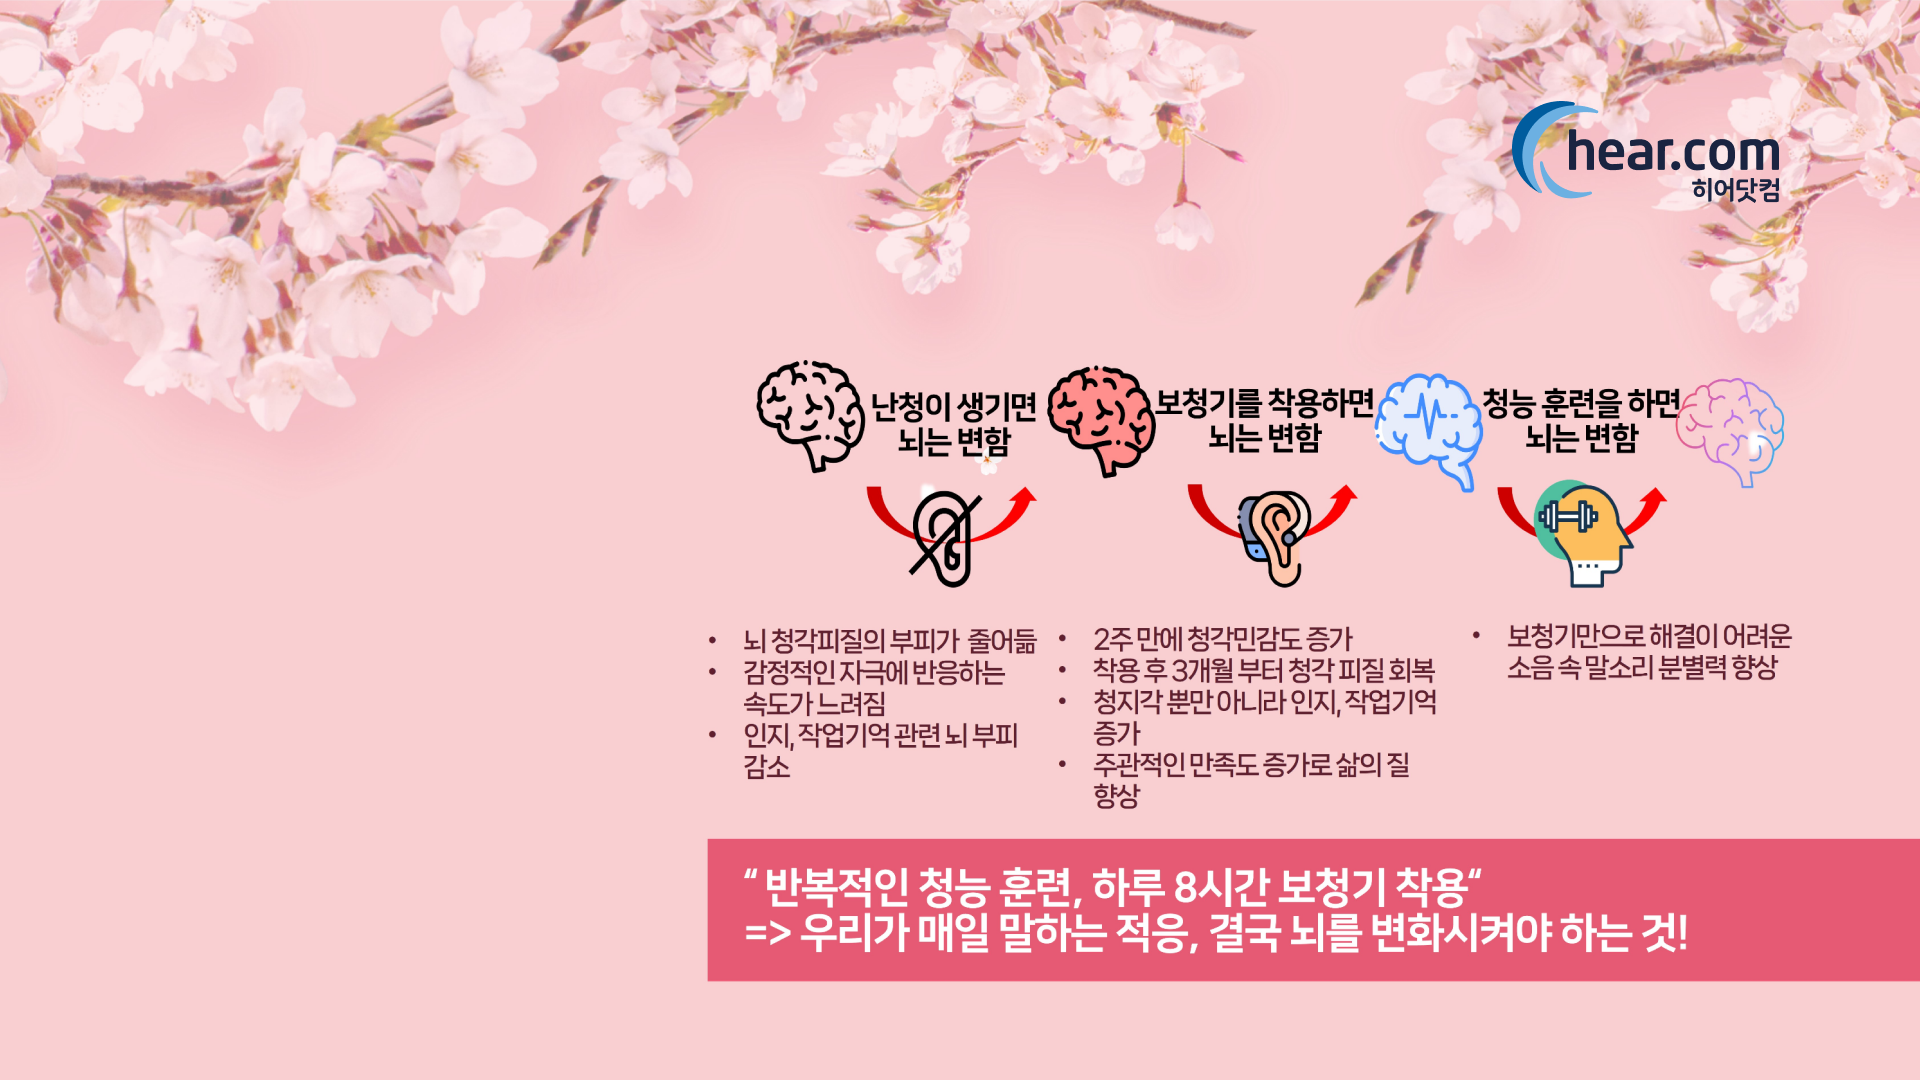 hear.com
히어닷컴
난청이 생기면
뇌는 변함
보청기를 착용하면
뇌는 변함
청능 훈련을 하면
뇌는 변함
• 뇌 청각피질의 부피가 줄어듦
• 감정적인 자극에 반응하는
속도가 느려짐
• 인지, 작업기억 관련 뇌 부피
감소
• 2주 만에 청각민감도 증가
• 착용 후 3개월 부터 청각 피질 회복
• 청지각 뿐만 아니라 인지, 작업기억
증가
• 주관적인 만족도 증가로 삶의 질
향상
• 보청기만으로 해결이 어려운
소음 속 말소리 분별력 향상
“ 반복적인 청능 훈련, 하루 8시간 보청기 착용“
=> 우리가 매일 말하는 적응, 결국 뇌를 변화시켜야 하는 것!